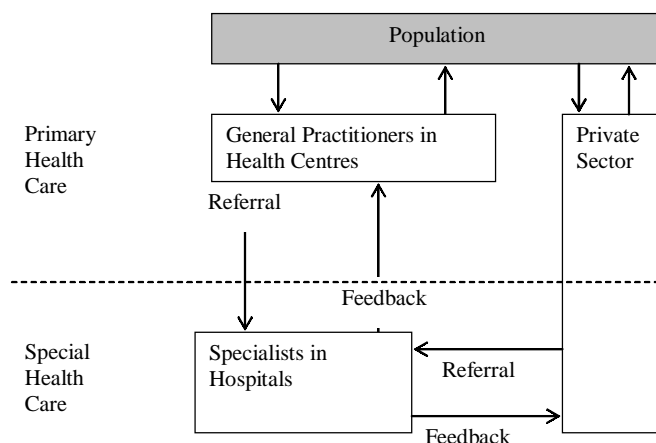 Population
Primary
Health
Care
General Practitioners in
Health Centres
Private
Sector
Referral
Feedback
Special
Health
Care
Specialists in
Hospitals
Referral
Feedback